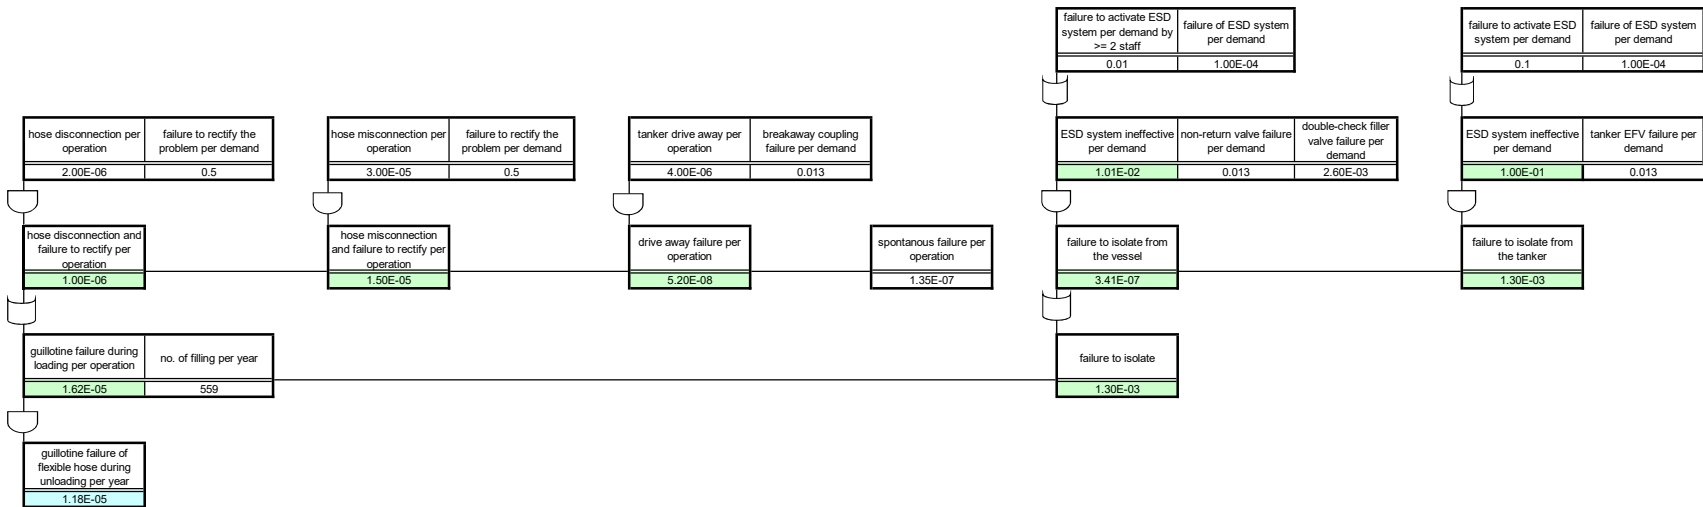 failure to activate ESD
system per demand by
>= 2 staff
failure of ESD system
per demand
0.01
1.00E-04
failure to activate ESD
system per demand
failure of ESD system
per demand
0.1
1.00E-04
hose disconnection per
operation
failure to rectify the
problem per demand
2.00E-06
0.5
hose misconnection per
operation
failure to rectify the
problem per demand
3.00E-05
0.5
tanker drive away per
operation
breakaway coupling
failure per demand
4.00E-06
0.013
ESD system ineffective
per demand
non-return valve failure
per demand
double-check filler
valve failure per
demand
1.01E-02
0.013
2.60E-03
ESD system ineffective
per demand
tanker EFV failure per
demand
1.00E-01
0.013
hose disconnection and
failure to rectify per
operation
1.00E-06
hose misconnection
and failure to rectify per
operation
1.50E-05
drive away failure per
operation
5.20E-08
spontanous failure per
operation
1.35E-07
failure to isolate from
the vessel
3.41E-07
failure to isolate from
the tanker
1.30E-03
guillotine failure during
loading per operation
no. of filling per year
1.62E-05
559
failure to isolate
1.30E-03
guillotine failure of
flexible hose during
unloading per year
1.18E-05